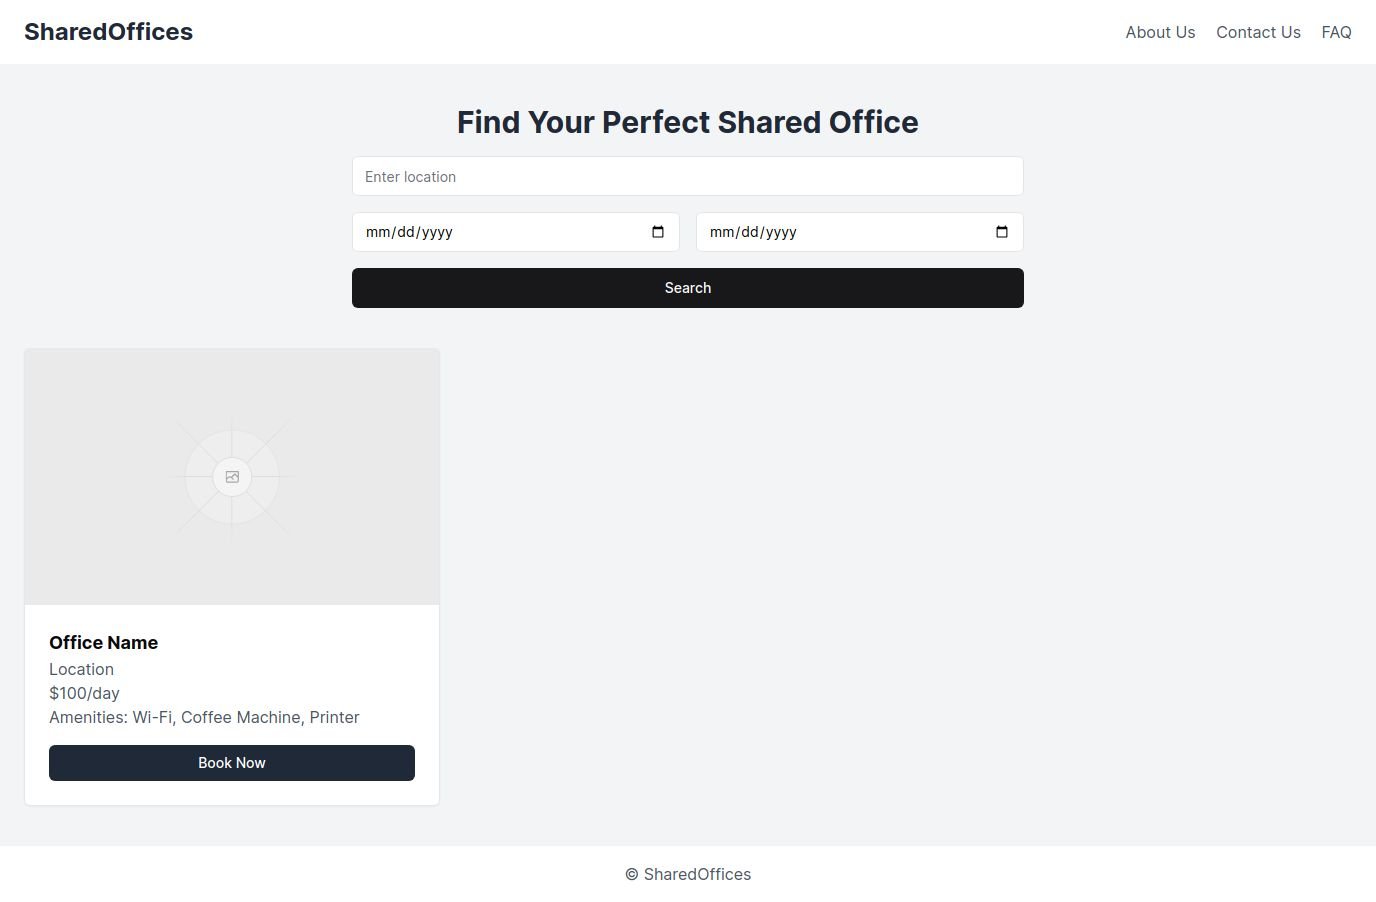 SharedOffices
About Us Contact Us FAQ
Find Your Perfect Shared Office
Enter location
mm/dd/yyyy mm/dd/yyyy
Search
Office Name
Location
$100/day
Amenities: Wi-Fi, Coffee Machine, Printer
Book Now
© SharedOffices